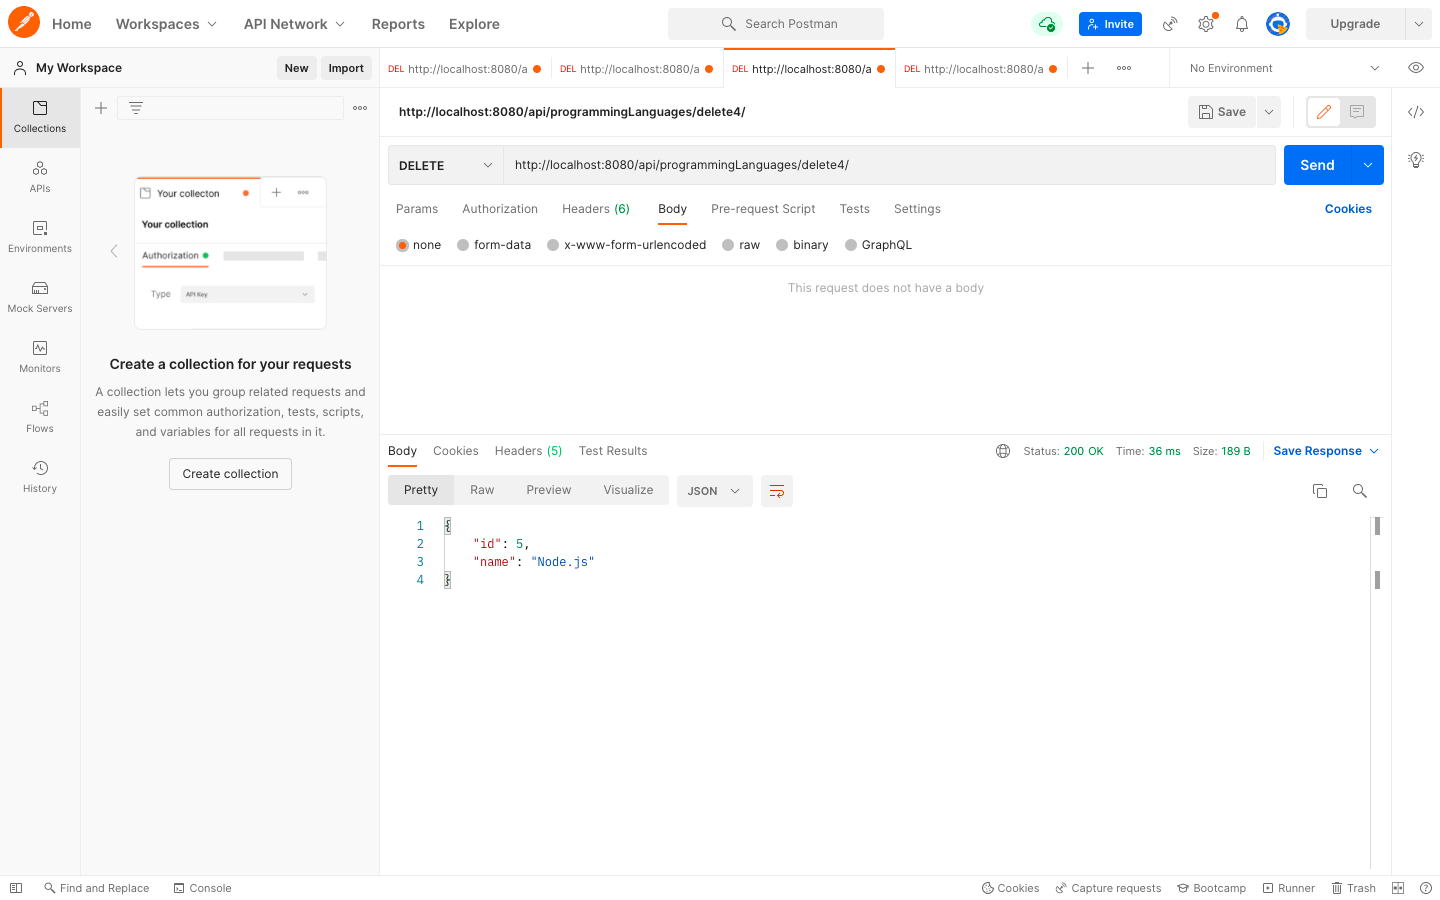 Home Workspaces API Network Reports Explore Search Postman Invite Upgrade
My Workspace New Import DEL http://localhost:8080/a DEL http://localhost:8080/a DEL http://localhost:8080/a DEL http://localhost:8080/a No Environment
Collections
APIs
Environments
Mock Servers
Monitors
Flows
History
Your collecton
Your collection
Authorization
Type API Key
Create a collection for your requests
A collection lets you group related requests and
easily set common authorization, tests, scripts,
and variables for all requests in it.
Create collection
http://localhost:8080/api/programmingLanguages/delete4/ Save
DELETE http://localhost:8080/api/programmingLanguages/delete4/ Send
Params Authorization Headers (6) Body Pre-request Script Tests Settings Cookies
none form-data x-www-form-urlencoded raw binary GraphQL
This request does not have a body
Body Cookies Headers (5) Test Results Status: 200 OK Time: 36 ms Size: 189 B Save Response
Pretty Raw Preview Visualize JSON
1 {
2 "id": 5,
3 "name": "Node.js"
4 }
Find and Replace Console Cookies Capture requests Bootcamp Runner Trash